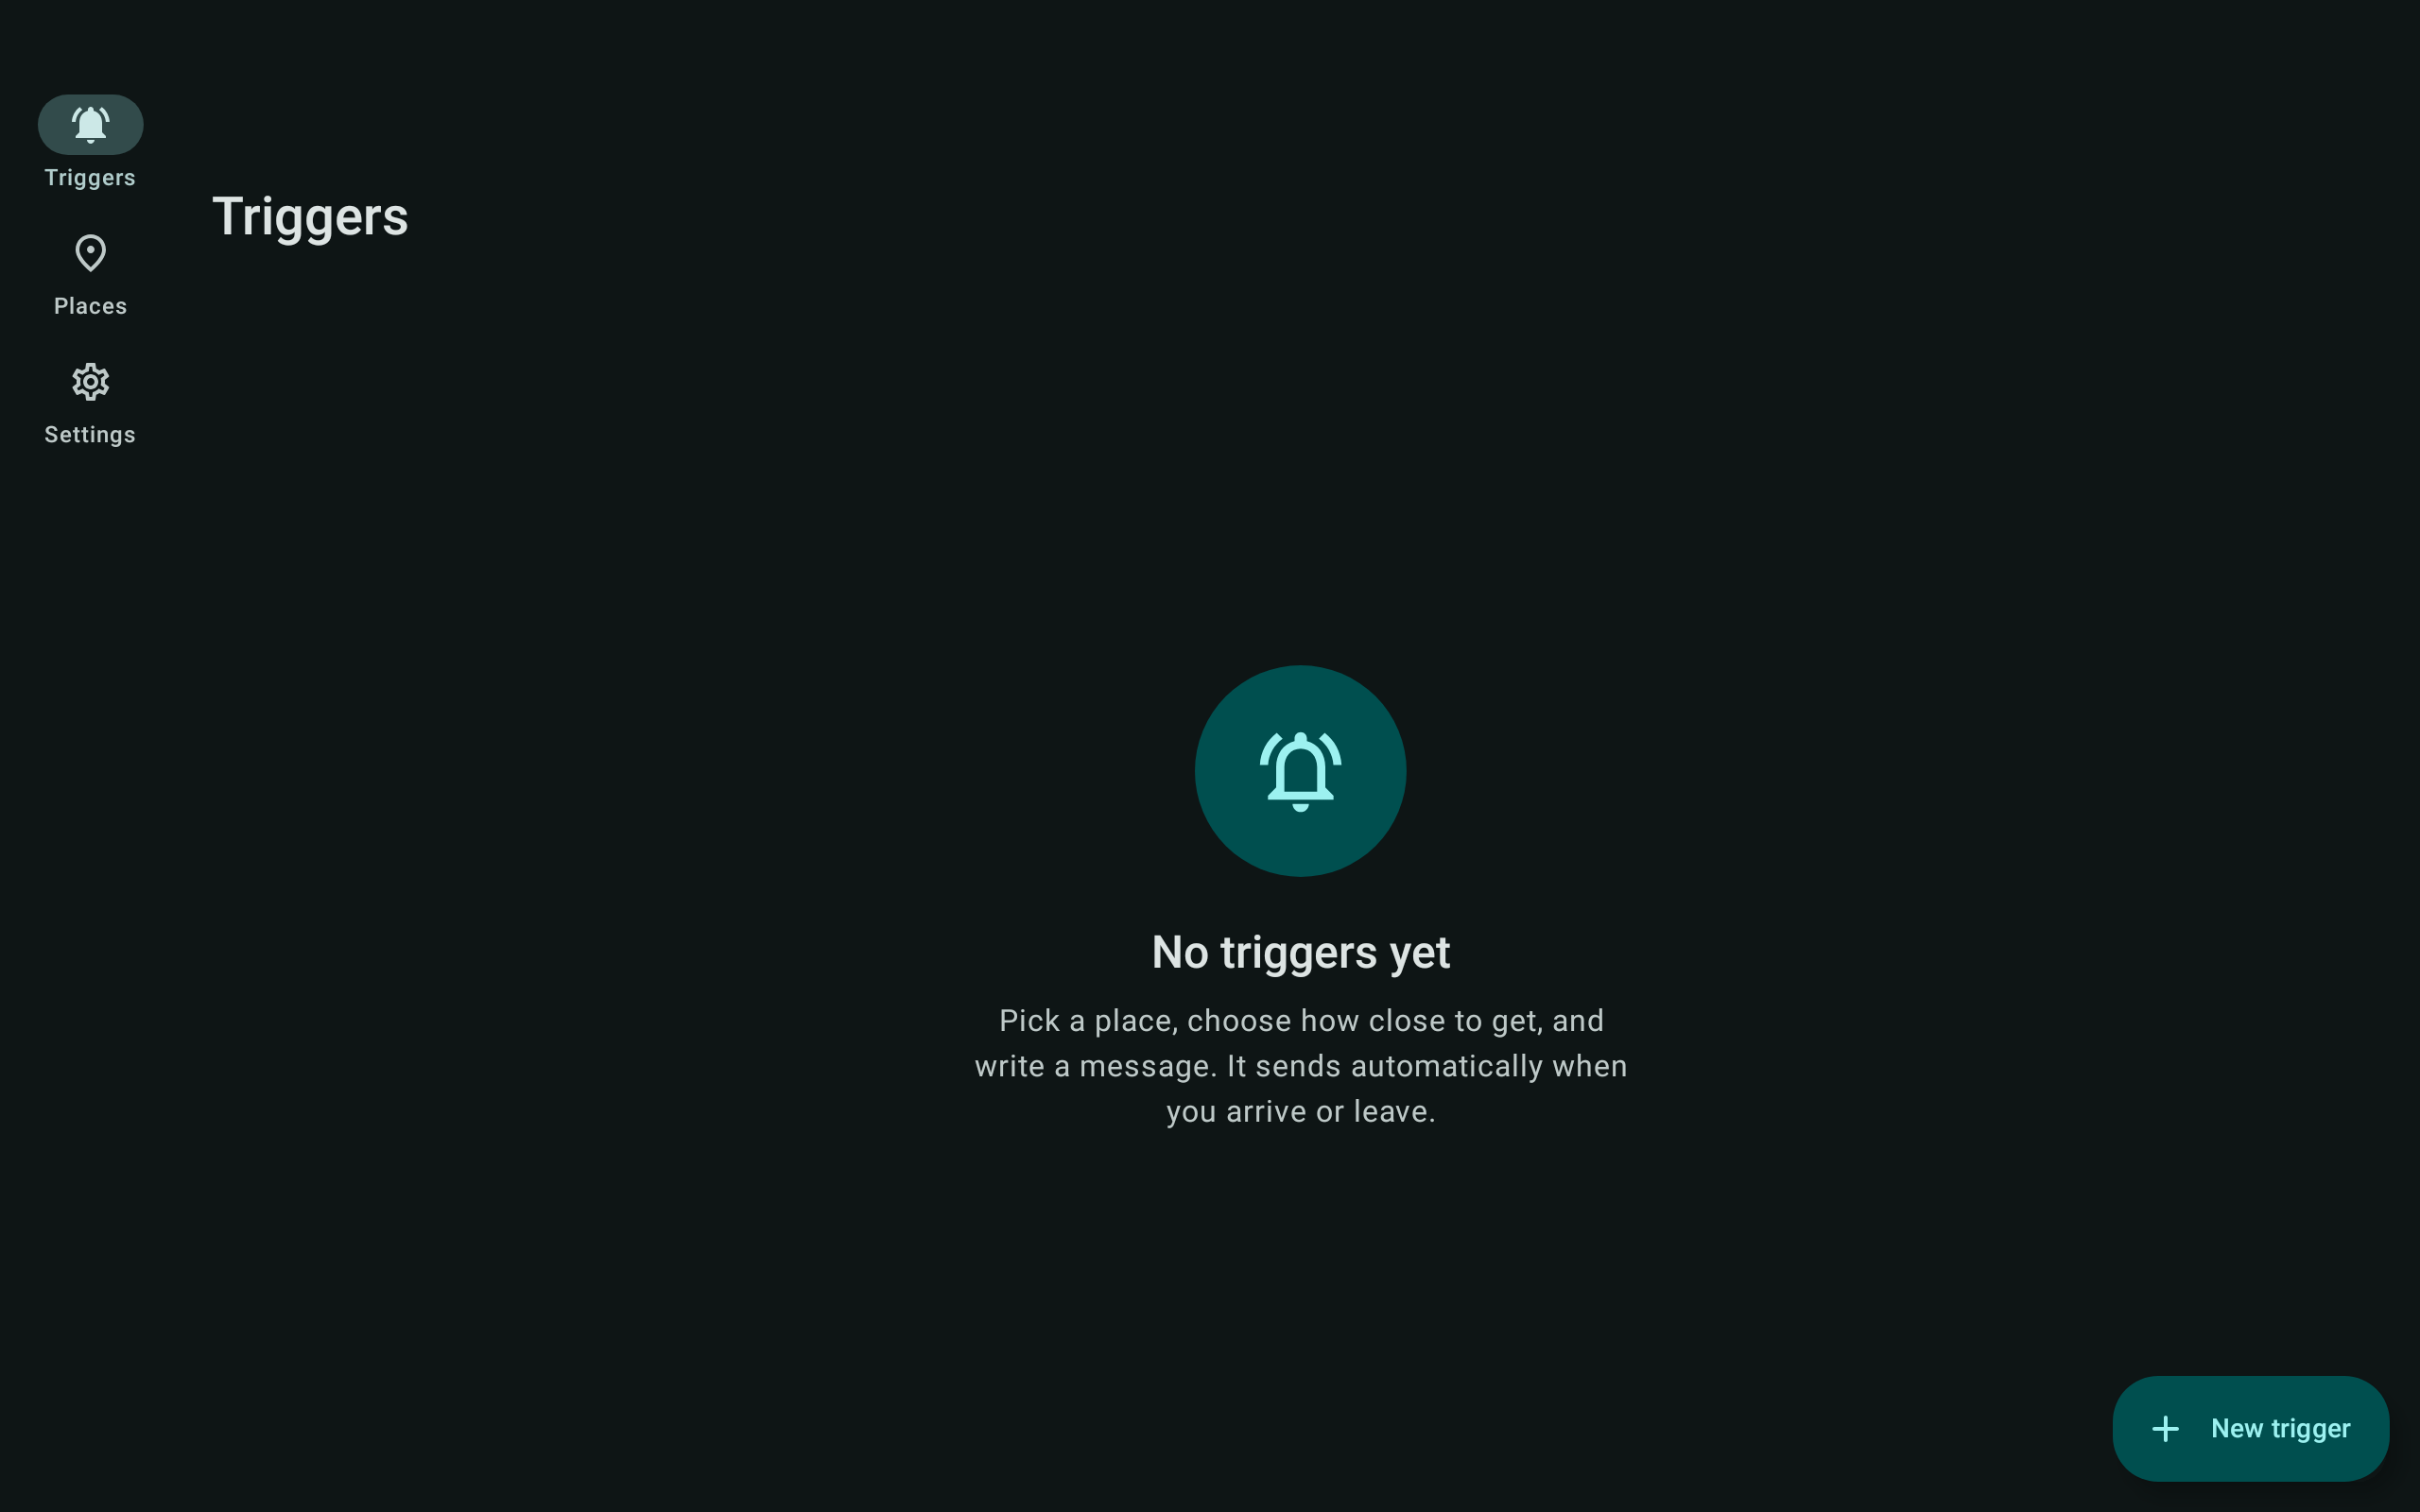 Triggers
Places
Settings
Triggers
No triggers yet
Pick a place, choose how close to get, and
write a message. It sends automatically when
you arrive or leave.
New trigger